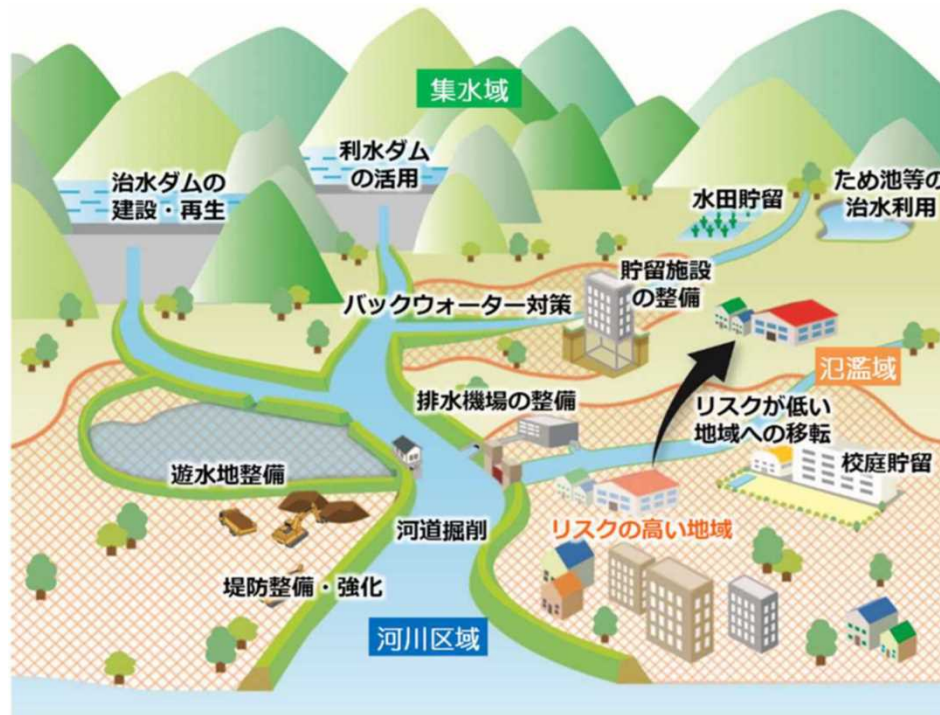 集水域
利水ダム
の活用
治水ダムの
建設・再生
水田貯留
ため池等の
治水利用
貯留施設
の整備
バックウォーター対策
氾濫域
排水機場の整備
リスクが低い
地域への移転
校庭貯留
遊水地整備
河道掘削
リスクの高い地域
堤防整備・強化
河川区域